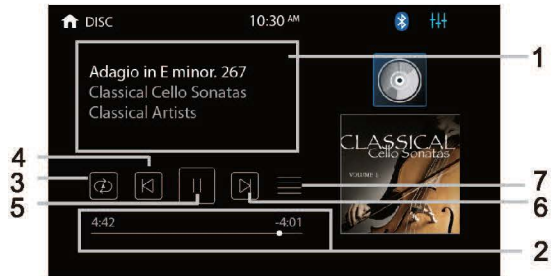 DISC 10:30 AM
1
Adagio in E minor. 267
Classical Cello Sonatas
Classical Artists
CLASSICAL
Cello Sonatas
VOLUME 1
4
3
7
5
6
4:42 -4:01
2